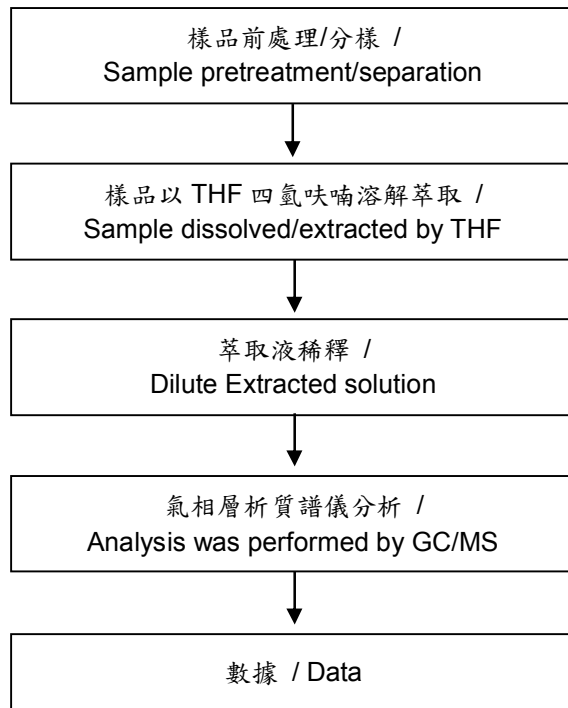 樣品前處理/分樣 /
Sample pretreatment/separation
樣品以 THF 四氫呋喃溶解萃取 /
Sample dissolved/extracted by THF
萃取液稀釋 /
Dilute Extracted solution
氣相層析質譜儀分析 /
Analysis was performed by GC/MS
數據 / Data